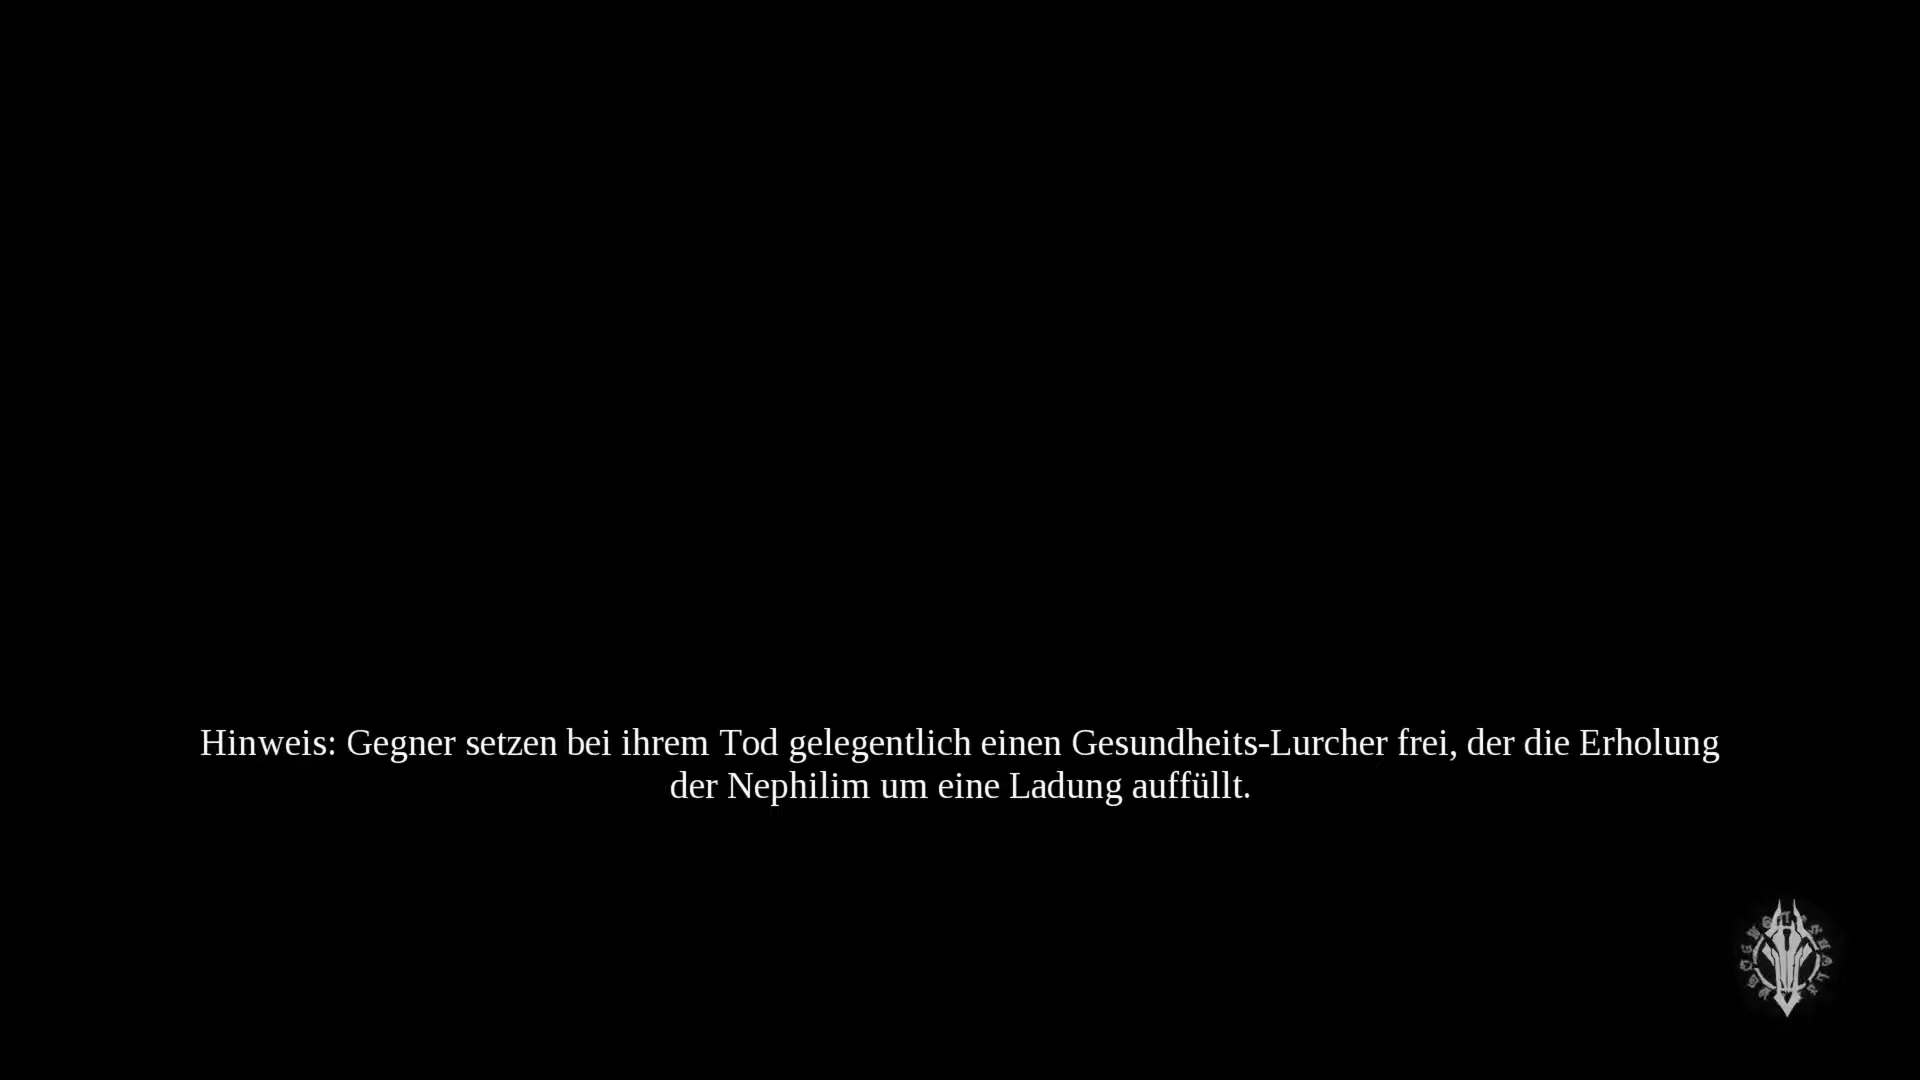 Hinweis: Gegner setzen bei ihrem Tod gelegentlich einen Gesundheits-Lurcher frei, der die Erholung
der Nephilim um eine Ladung auffüllt.